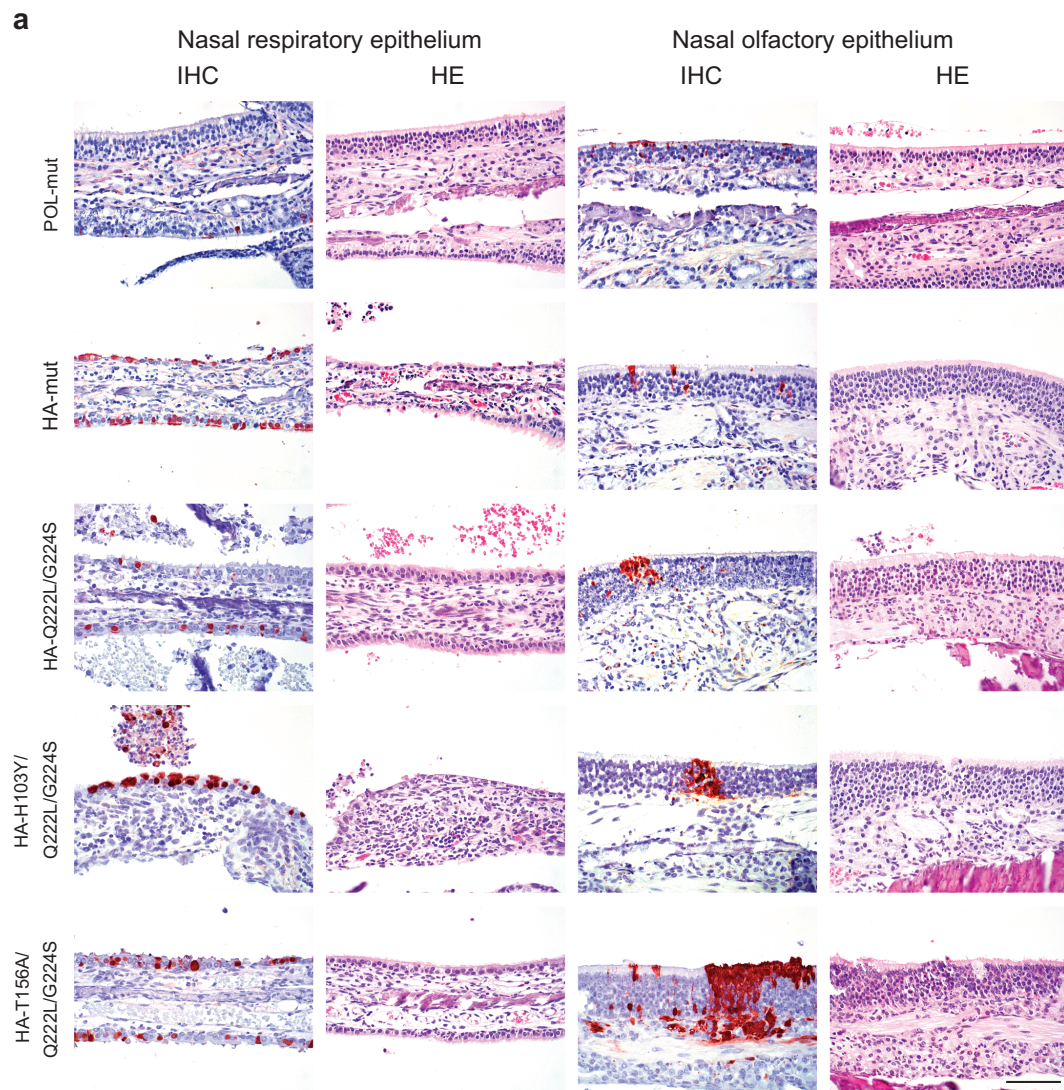 a
Nasal respiratory epithelium
Nasal olfactory epithelium
IHC
HE
IHC
HE
POL-mut
HA-mut
HA-Q222L/G224S
HA-H103Y/
Q222L/G224S
HA-T156A/
Q222L/G224S